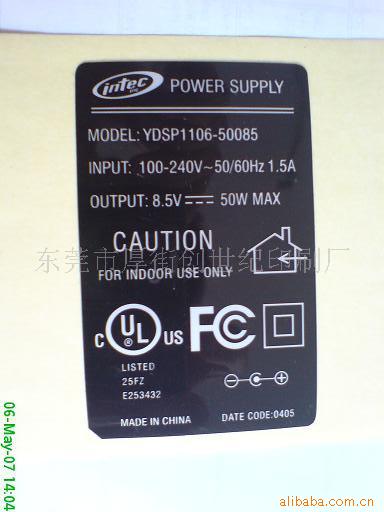 intec
POWER SUPPLY
MODEL: YDSP1106-50085
INPUT: 100-240V~50/60Hz 1.5A
OUTPUT: 8.5V⎓50W MAX
CAUTION
FOR INDOOR USE ONLY
东莞市厚街创世纪印制厂
C UL US FC
®
LISTED
25FZ
E253432
MADE IN CHINA
DATE CODE:0405
06-May-07 14:04
alibaba.com.cn